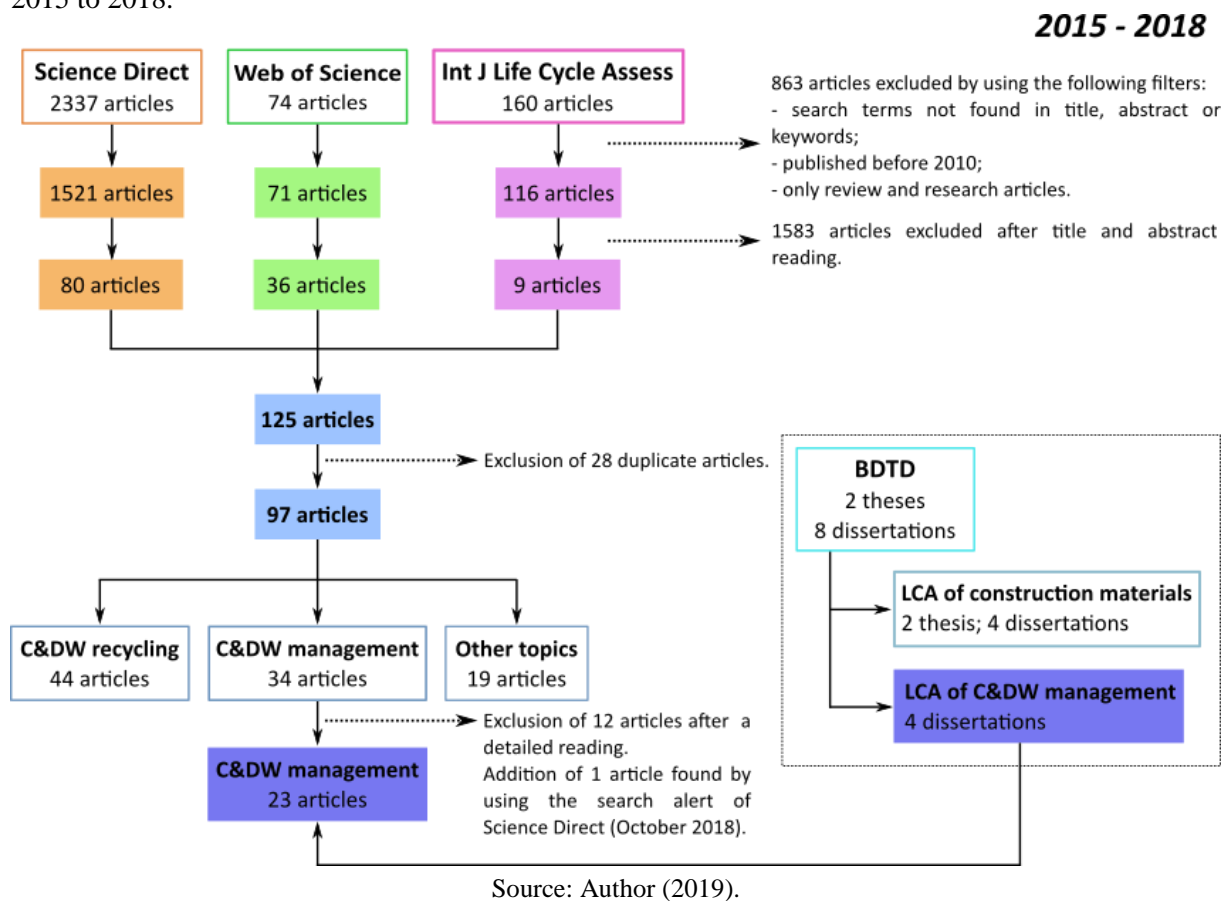 2015 to 2018.
2015 - 2018
Science Direct
2337 articles
Web of Science
74 articles
Int J Life Cycle Assess
160 articles
863 articles excluded by using the following filters:
- search terms not found in title, abstract or
keywords;
- published before 2010;
- only review and research articles.
1521 articles
71 articles
116 articles
1583 articles excluded after title and abstract
reading.
80 articles
36 articles
9 articles
125 articles
Exclusion of 28 duplicate articles.
97 articles
BDTD
2 theses
8 dissertations
LCA of construction materials
2 thesis; 4 dissertations
LCA of C&DW management
4 dissertations
C&DW recycling
44 articles
C&DW management
34 articles
Other topics
19 articles
Exclusion of 12 articles after a
detailed reading.
Addition of 1 article found by
using the search alert of
Science Direct (October 2018).
C&DW management
23 articles
Source: Author (2019).